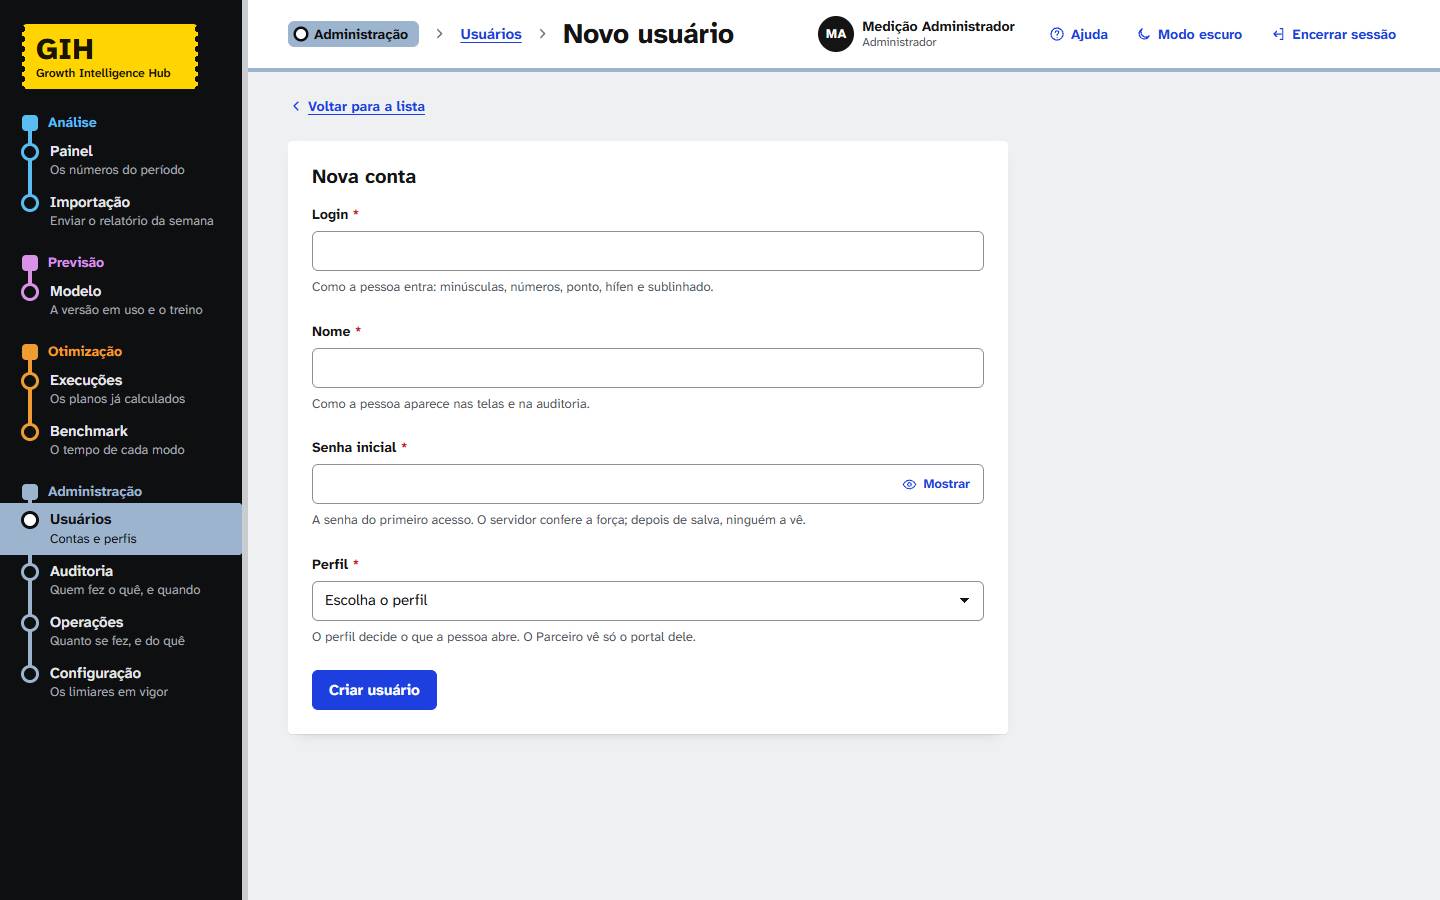 GIH
Growth Intelligence Hub
Análise
Painel
Os números do período
Importação
Enviar o relatório da semana
Previsão
Modelo
A versão em uso e o treino
Otimização
Execuções
Os planos já calculados
Benchmark
O tempo de cada modo
Administração
Usuários
Contas e perfis
Auditoria
Quem fez o quê, e quando
Operações
Quanto se fez, e do quê
Configuração
Os limiares em vigor
Administração > Usuários > Novo usuário
MA
Medição Administrador
Administrador
Ajuda
Modo escuro
Encerrar sessão
Voltar para a lista
Nova conta
Login *
Como a pessoa entra: minúsculas, números, ponto, hífen e sublinhado.
Nome *
Como a pessoa aparece nas telas e na auditoria.
Senha inicial *
Mostrar
A senha do primeiro acesso. O servidor confere a força; depois de salva, ninguém a vê.
Perfil *
Escolha o perfil
O perfil decide o que a pessoa abre. O Parceiro vê só o portal dele.
Criar usuário